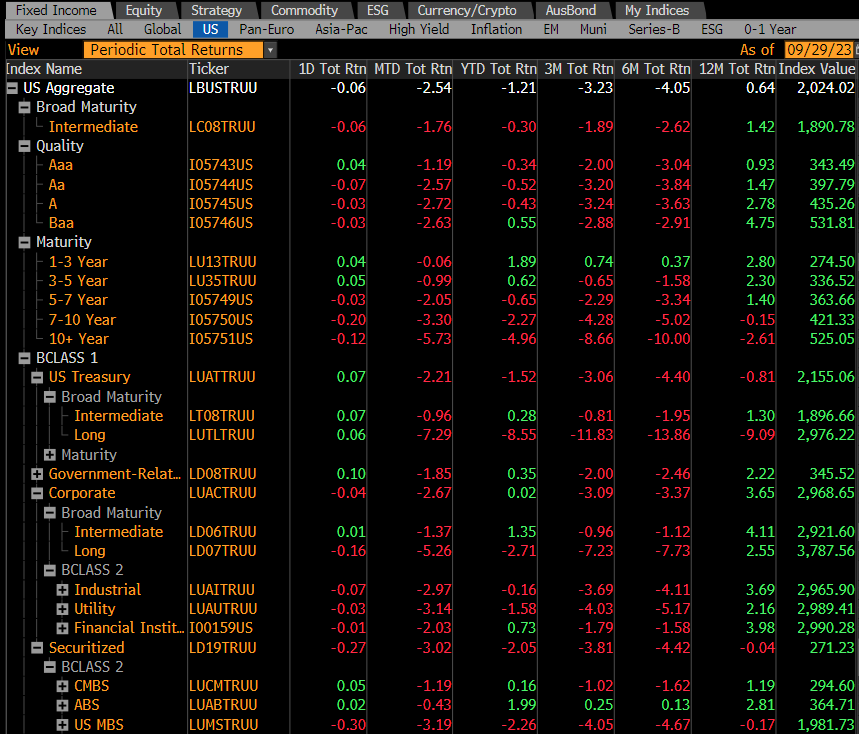 Fixed Income Equity Strategy Commodity ESG Currency/Crypto AusBond My Indices
Key Indices All Global US Pan-Euro Asia-Pac High Yield Inflation EM Muni Series-B ESG 0-1 Year
View Periodic Total Returns As of 09/29/23
Index Name Ticker 1D Tot Rtn MTD Tot Rtn YTD Tot Rtn 3M Tot Rtn 6M Tot Rtn 12M Tot Rtn Index Value
US Aggregate LBUSTRUU -0.06 -2.54 -1.21 -3.23 -4.05 0.64 2,024.02
Broad Maturity
Intermediate LC08TRUU -0.06 -1.76 -0.30 -1.89 -2.62 1.42 1,890.78
Quality
Aaa I05743US 0.04 -1.19 -0.34 -2.00 -3.04 0.93 343.49
Aa I05744US -0.07 -2.57 -0.52 -3.20 -3.84 1.47 397.79
A I05745US -0.03 -2.72 -0.43 -3.24 -3.63 2.78 435.26
Baa I05746US -0.03 -2.63 0.55 -2.88 -2.91 4.75 531.81
Maturity
1-3 Year LU13TRUU 0.04 -0.06 1.89 0.74 0.37 2.80 274.50
3-5 Year LU35TRUU 0.05 -0.99 0.62 -0.65 -1.58 2.30 336.52
5-7 Year I05749US -0.03 -2.05 -0.65 -2.29 -3.34 1.40 363.66
7-10 Year I05750US -0.20 -3.30 -2.27 -4.28 -5.02 -0.15 421.33
10+ Year I05751US -0.12 -5.73 -4.96 -8.66 -10.00 -2.61 525.05
BCLASS 1
US Treasury LUATTRUU 0.07 -2.21 -1.52 -3.06 -4.40 -0.81 2,155.06
Broad Maturity
Intermediate LT08TRUU 0.07 -0.96 0.28 -0.81 -1.95 1.30 1,896.66
Long LUTLTRUU 0.06 -7.29 -8.55 -11.83 -13.86 -9.09 2,976.22
Maturity
Government-Relat... LD08TRUU 0.10 -1.85 0.35 -2.00 -2.46 2.22 345.52
Corporate LUACTRUU -0.04 -2.67 0.02 -3.09 -3.37 3.65 2,968.65
Broad Maturity
Intermediate LD06TRUU 0.01 -1.37 1.35 -0.96 -1.12 4.11 2,921.60
Long LD07TRUU -0.16 -5.26 -2.71 -7.23 -7.73 2.55 3,787.56
BCLASS 2
Industrial LUAITRUU -0.07 -2.97 -0.16 -3.69 -4.11 3.69 2,965.90
Utility LUAUTRUU -0.03 -3.14 -1.58 -4.03 -5.17 2.16 2,989.41
Financial Instit... I00159US -0.01 -2.03 0.73 -1.79 -1.58 3.98 2,990.28
Securitized LD19TRUU -0.27 -3.02 -2.05 -3.81 -4.42 -0.04 271.23
BCLASS 2
CMBS LUCMTRUU 0.05 -1.19 0.16 -1.02 -1.62 1.19 294.60
ABS LUABTRUU 0.02 -0.43 1.99 0.25 0.13 2.81 364.71
US MBS LUMSTRUU -0.30 -3.19 -2.26 -4.05 -4.67 -0.17 1,981.73